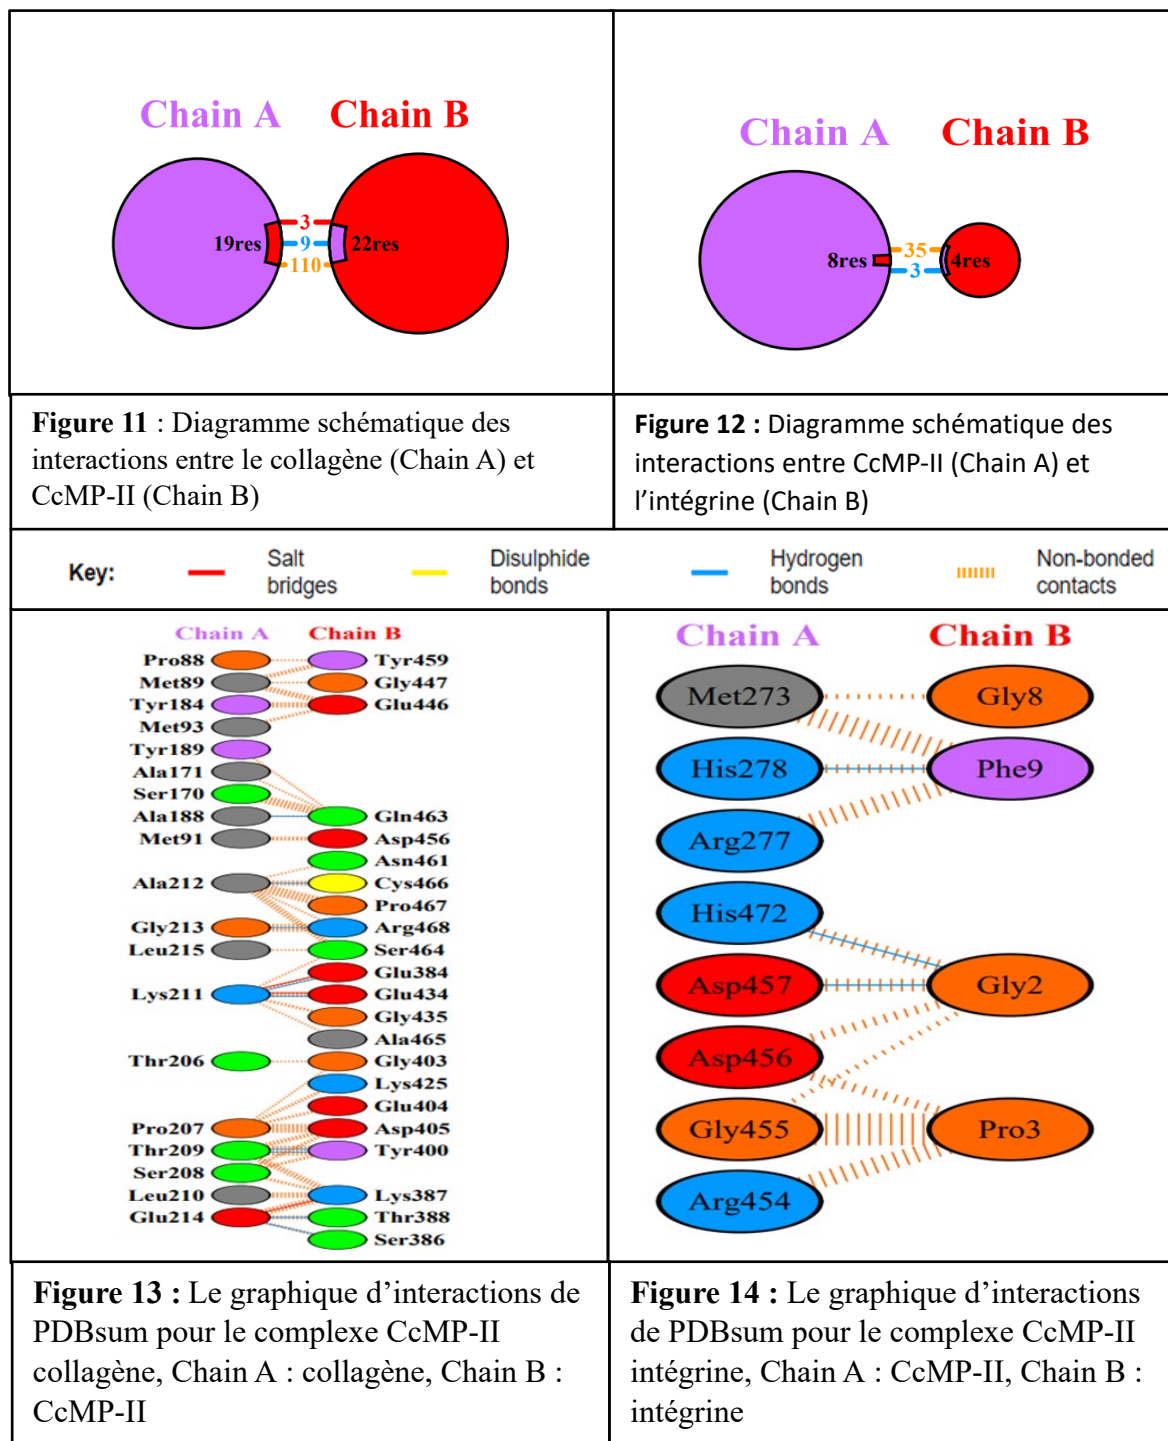 Chain A Chain B
19res 3 22res
9
110
Chain A Chain B
8res 35 4res
3
Figure 11 : Diagramme schématique des
interactions entre le collagène (Chain A) et
CcMP-II (Chain B)
Figure 12 : Diagramme schématique des
interactions entre CcMP-II (Chain A) et
l’intégrine (Chain B)
Key: Salt
bridges
Disulphide
bonds
Hydrogen
bonds
Non-bonded
contacts
Chain A Chain B
Pro88 Tyr459
Met89 Gly447
Tyr184 Glu446
Met93
Tyr189
Ala171
Ser170
Ala188 Gln463
Met91 Asp456
Asn461
Ala212 Cys466
Pro467
Gly213 Arg468
Leu215 Ser464
Glu384
Lys211 Glu434
Gly435
Ala465
Thr206 Gly403
Lys425
Glu404
Pro207 Asp405
Thr209 Tyr400
Ser208
Leu210 Lys387
Glu214 Thr388
Ser386
Chain A Chain B
Met273 Gly8
His278 Phe9
Arg277
His472
Asp457 Gly2
Asp456
Gly455 Pro3
Arg454
Figure 13 : Le graphique d’interactions de
PDBsum pour le complexe CcMP-II
collagène, Chain A : collagène, Chain B :
CcMP-II
Figure 14 : Le graphique d’interactions
de PDBsum pour le complexe CcMP-II
intégrine, Chain A : CcMP-II, Chain B :
intégrine